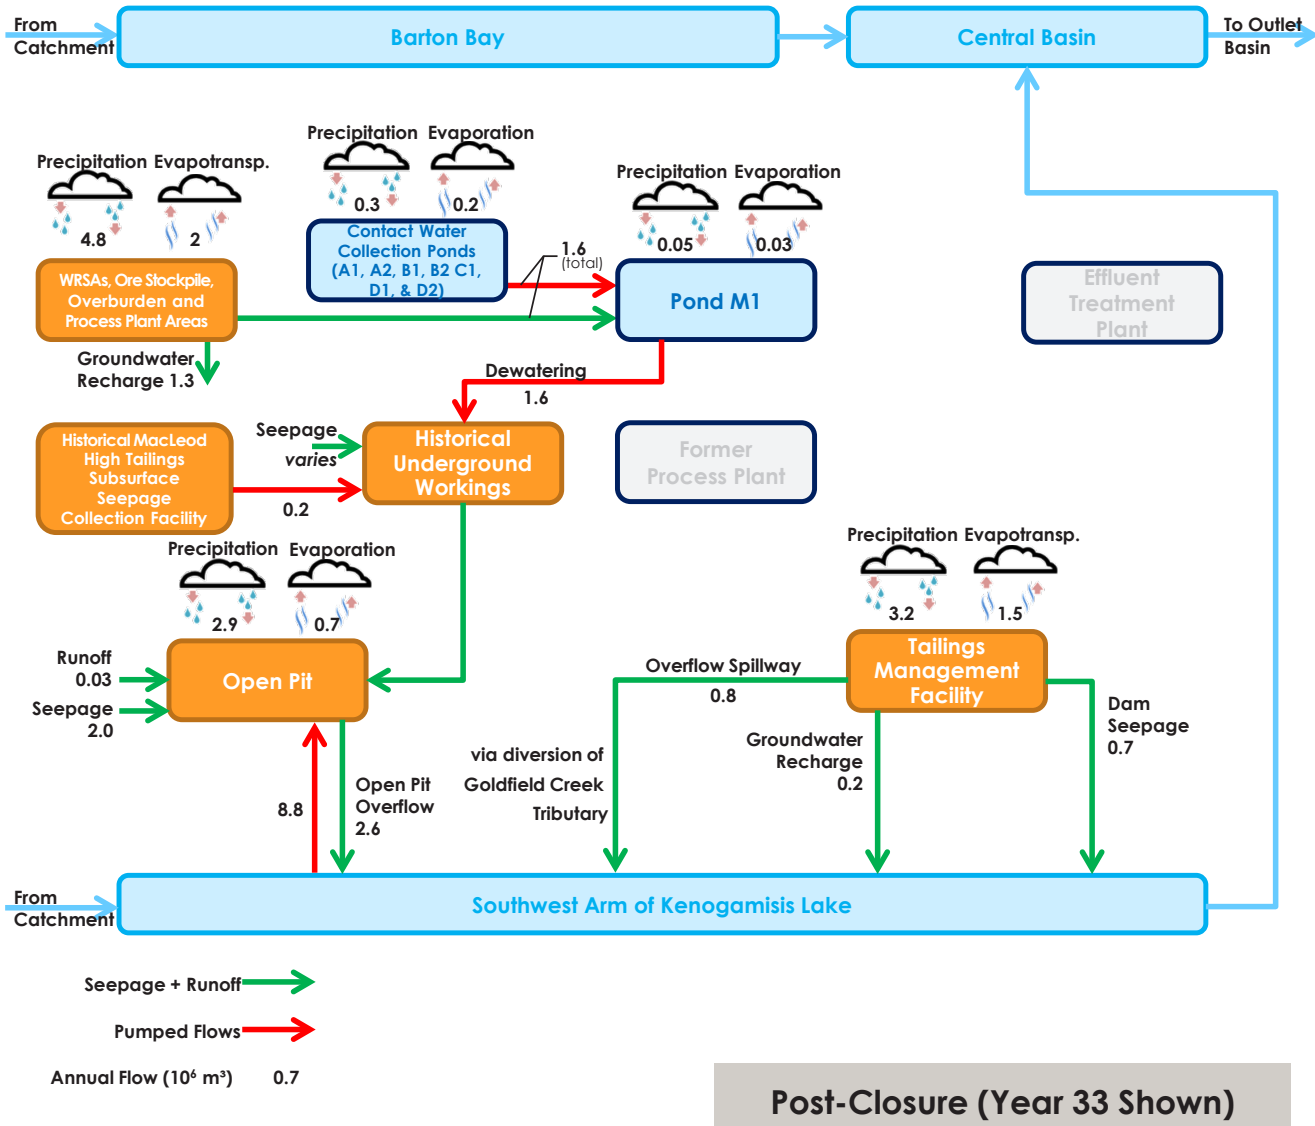 From
Catchment
Barton Bay
Central Basin
To Outlet
Basin
Precipitation
Evapotransp.
4.8
2
Precipitation
Evaporation
0.3
0.2
Precipitation
Evaporation
0.05
0.03
Contact Water
Collection Ponds
(A1, A2, B1, B2 C1,
D1, & D2)
1.6
(total)
WRSAs, Ore Stockpile,
Overburden and
Process Plant Areas
Pond M1
Effluent
Treatment
Plant
Groundwater
Recharge 1.3
Dewatering
1.6
Historical MacLeod
High Tailings
Subsurface
Seepage
Collection Facility
Seepage
varies
0.2
Historical
Underground
Workings
Former
Process Plant
Precipitation
Evaporation
2.9
0.7
Precipitation
Evapotransp.
3.2
1.5
Runoff
0.03
Seepage
2.0
Open Pit
Overflow Spillway
0.8
Tailings
Management
Facility
via diversion of
Goldfield Creek
Tributary
Groundwater
Recharge
0.2
Dam
Seepage
0.7
8.8
Open Pit
Overflow
2.6
From
Catchment
Southwest Arm of Kenogamisis Lake
Seepage + Runoff
Pumped Flows
Annual Flow (10⁶ m³) 0.7
Post-Closure (Year 33 Shown)